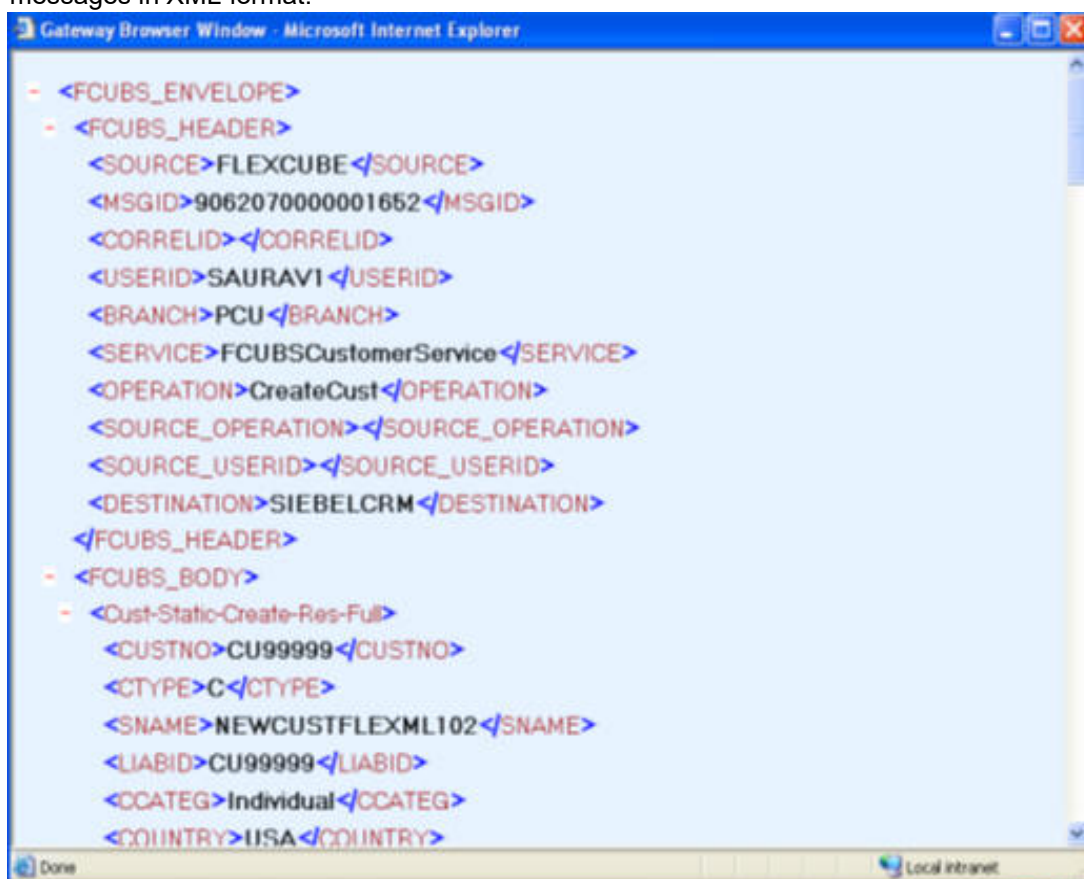 messages in XML format.
Gateway Browser Window - Microsoft Internet Explorer
- <FCUBS_ENVELOPE>
- <FCUBS_HEADER>
<SOURCE>FLEXCUBE</SOURCE>
<MSGID>9062070000001652</MSGID>
<CORRELID></CORRELID>
<USERID>SAURAV1</USERID>
<BRANCH>PCU</BRANCH>
<SERVICE>FCUBSCustomerService</SERVICE>
<OPERATION>CreateCust</OPERATION>
<SOURCE_OPERATION></SOURCE_OPERATION>
<SOURCE_USERID></SOURCE_USERID>
<DESTINATION>SIEBELCRM</DESTINATION>
</FCUBS_HEADER>
- <FCUBS_BODY>
- <Cust-Static-Create-Res-Full>
<CUSTNO>CU99999</CUSTNO>
<CTYPE>C</CTYPE>
<SNAME>NEWCUSTFLEXML102</SNAME>
<LIABID>CU99999</LIABID>
<CCATEG>Individual</CCATEG>
<COUNTRY>USA</COUNTRY>
Done Local intranet